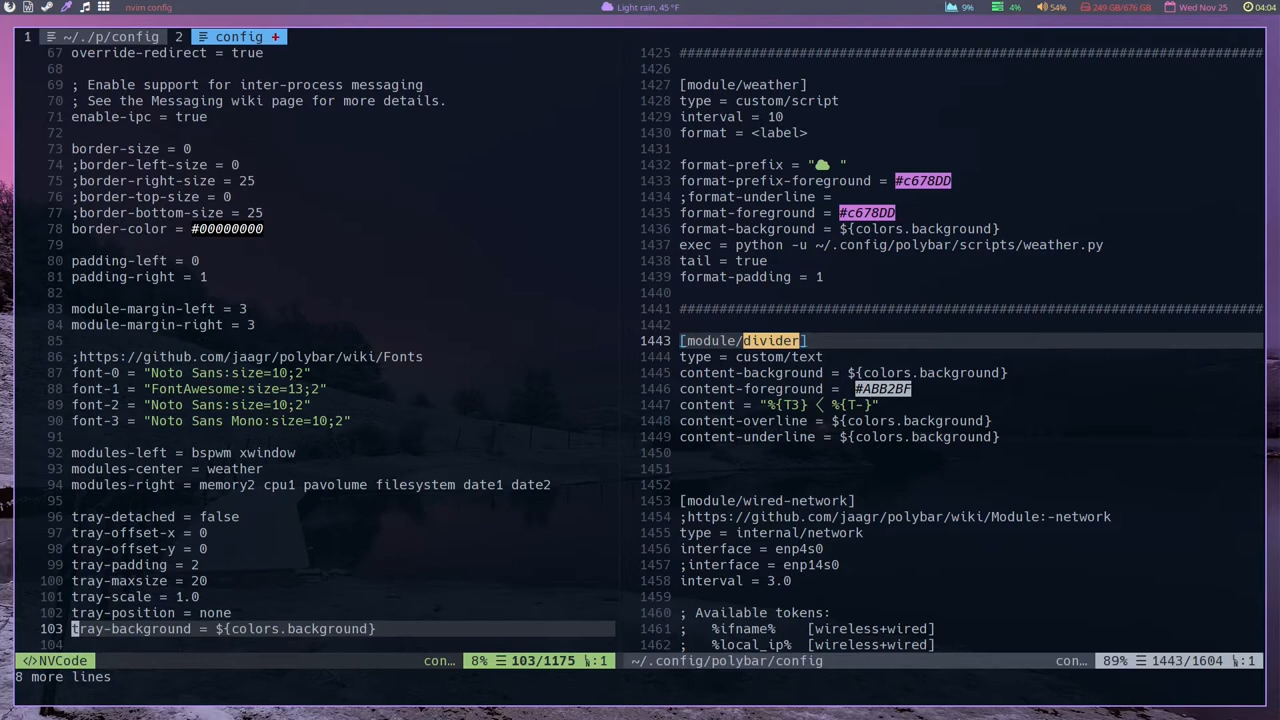 nvim config
Light rain, 45 °F
9%
4%
54%
249 GB/676 GB
Wed Nov 25
04:04
1 ~/./p/config 2 config +
67 override-redirect = true
68
69 ; Enable support for inter-process messaging
70 ; See the Messaging wiki page for more details.
71 enable-ipc = true
72
73 border-size = 0
74 ;border-left-size = 0
75 ;border-right-size = 25
76 ;border-top-size = 0
77 ;border-bottom-size = 25
78 border-color = #00000000
79
80 padding-left = 0
81 padding-right = 1
82
83 module-margin-left = 3
84 module-margin-right = 3
85
86 ;https://github.com/jaagr/polybar/wiki/Fonts
87 font-0 = "Noto Sans:size=10;2"
88 font-1 = "FontAwesome:size=13;2"
89 font-2 = "Noto Sans:size=10;2"
90 font-3 = "Noto Sans Mono:size=10;2"
91
92 modules-left = bspwm xwindow
93 modules-center = weather
94 modules-right = memory2 cpu1 pavolume filesystem date1 date2
95
96 tray-detached = false
97 tray-offset-x = 0
98 tray-offset-y = 0
99 tray-padding = 2
100 tray-maxsize = 20
101 tray-scale = 1.0
102 tray-position = none
103 tray-background = ${colors.background}
104
</>NVCode con… 8% ☰ 103/1175 :1
8 more lines
1425 ##########################################################################
1426
1427 [module/weather]
1428 type = custom/script
1429 interval = 10
1430 format = <label>
1431
1432 format-prefix = "☁ "
1433 format-prefix-foreground = #c678DD
1434 ;format-underline =
1435 format-foreground = #c678DD
1436 format-background = ${colors.background}
1437 exec = python -u ~/.config/polybar/scripts/weather.py
1438 tail = true
1439 format-padding = 1
1440
1441 ##########################################################################
1442
1443 [module/divider]
1444 type = custom/text
1445 content-background = ${colors.background}
1446 content-foreground =  #ABB2BF
1447 content = "%{T3} 〈 %{T-}"
1448 content-overline = ${colors.background}
1449 content-underline = ${colors.background}
1450
1451
1452
1453 [module/wired-network]
1454 ;https://github.com/jaagr/polybar/wiki/Module:-network
1455 type = internal/network
1456 interface = enp4s0
1457 ;interface = enp14s0
1458 interval = 3.0
1459
1460 ; Available tokens:
1461 ;   %ifname%    [wireless+wired]
1462 ;   %local_ip%  [wireless+wired]
~/.config/polybar/config con… 89% ☰ 1443/1604 :1